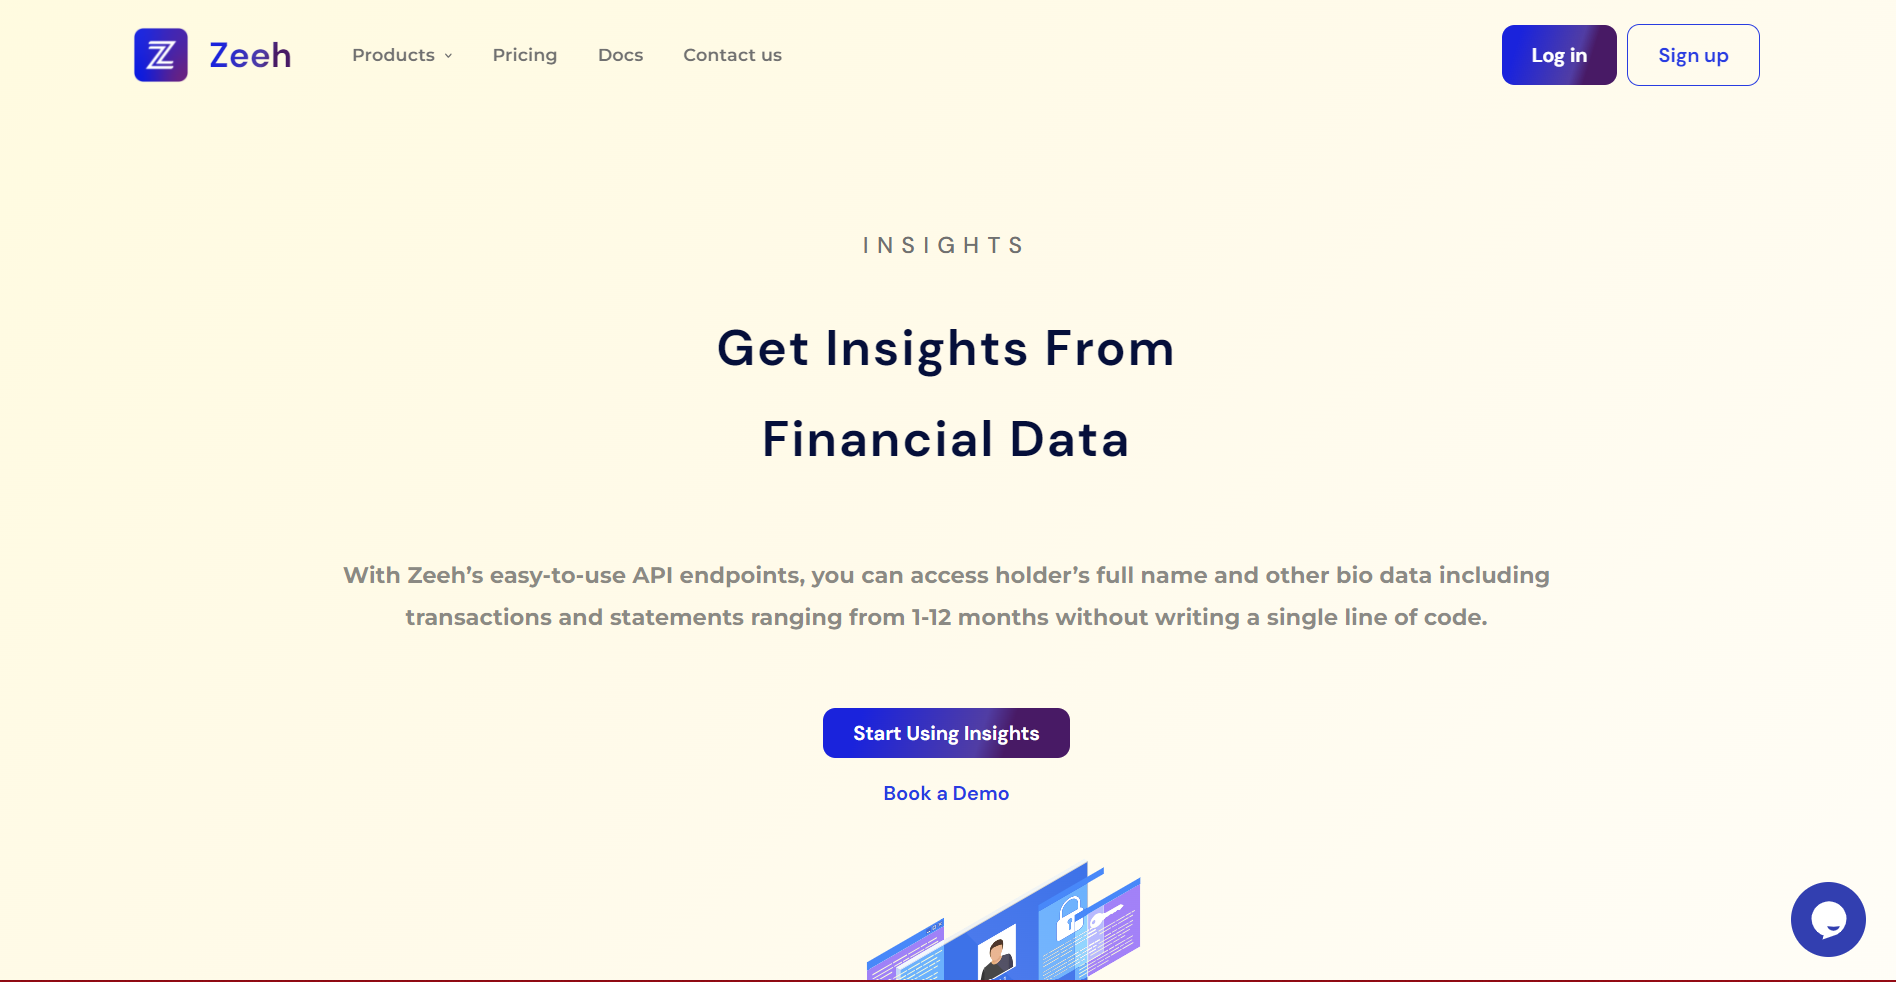 Zeeh
Products
Pricing
Docs
Contact us
Log in
Sign up
INSIGHTS
Get Insights From
Financial Data
With Zeeh’s easy-to-use API endpoints, you can access holder’s full name and other bio data including
transactions and statements ranging from 1-12 months without writing a single line of code.
Start Using Insights
Book a Demo